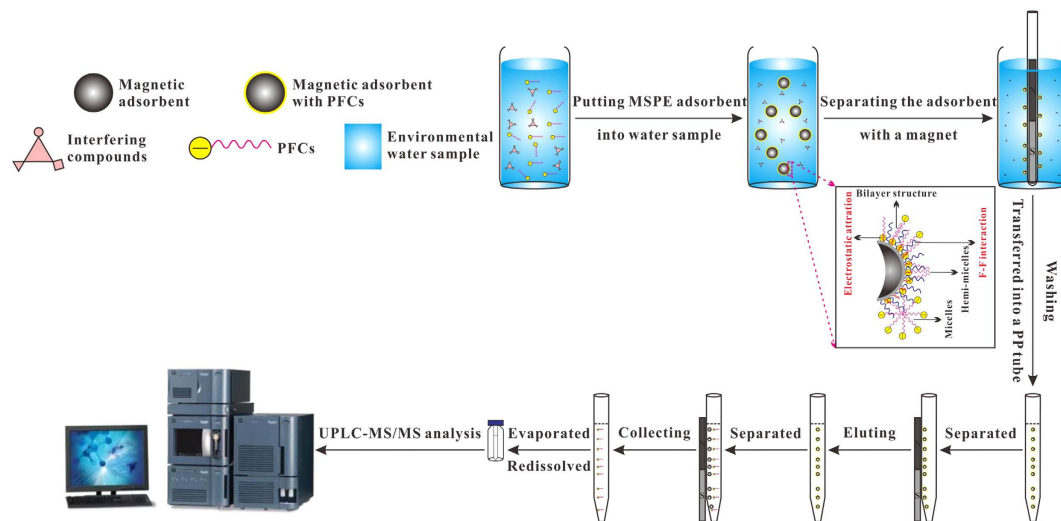 Magnetic
adsorbent
Magnetic adsorbent
with PFCs
Interfering
compounds
PFCs
Environmental
water sample
Putting MSPE adsorbent
into water sample
Separating the adsorbent
with a magnet
S
Bilayer structure
Electrostatic attration
F-F interaction
Hemi-micelles
Micelles
Washing
Transferred into a PP tube
Separated
Eluting
Separated
Collecting
Evaporated
Redissolved
UPLC-MS/MS analysis